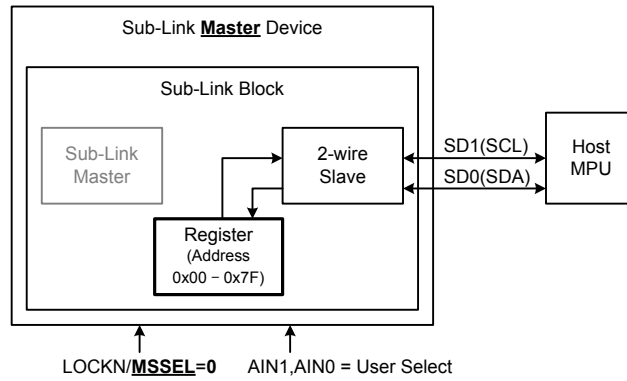 Sub-Link Master Device
Sub-Link Block
Sub-Link
Master
2-wire
Slave
SD1(SCL)
SD0(SDA)
Host
MPU
Register
(Address
0x00 – 0x7F)
LOCKN/MSSEL=0
AIN1,AIN0 = User Select